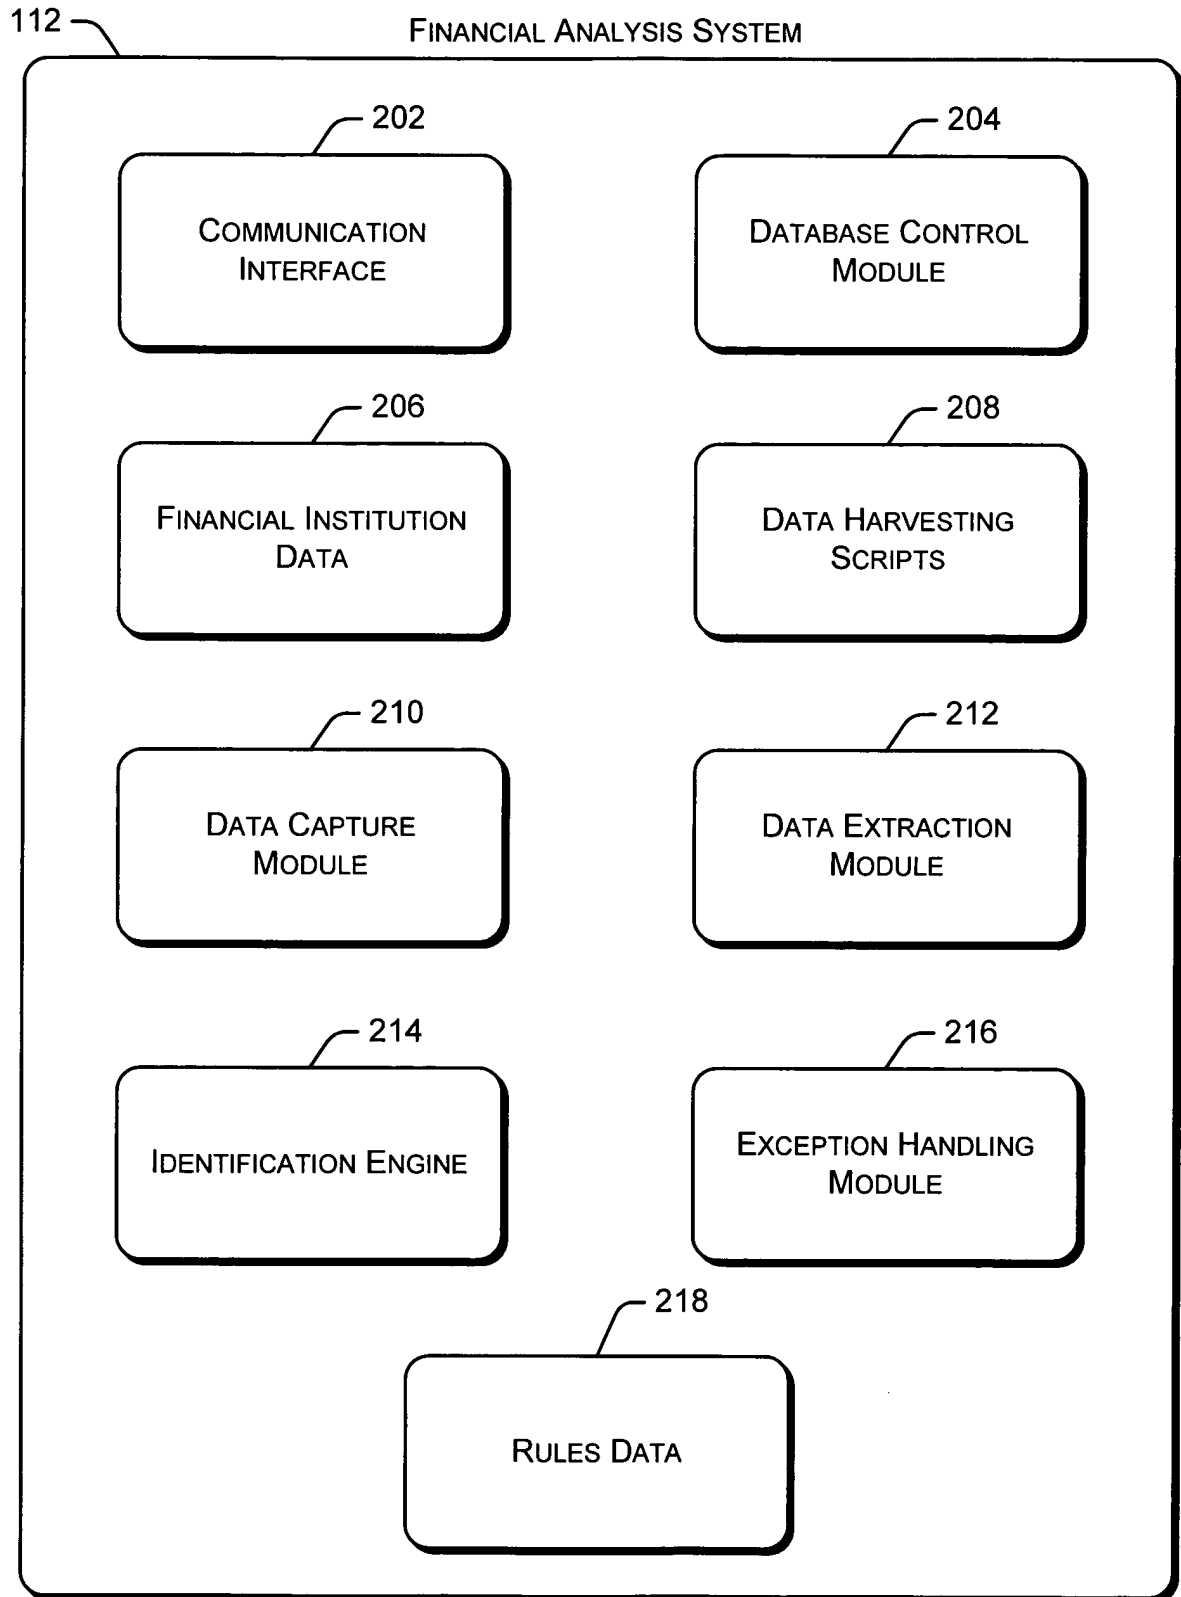 112
FINANCIAL ANALYSIS SYSTEM
202
COMMUNICATION
INTERFACE
204
DATABASE CONTROL
MODULE
206
FINANCIAL INSTITUTION
DATA
208
DATA HARVESTING
SCRIPTS
210
DATA CAPTURE
MODULE
212
DATA EXTRACTION
MODULE
214
IDENTIFICATION ENGINE
216
EXCEPTION HANDLING
MODULE
218
RULES DATA